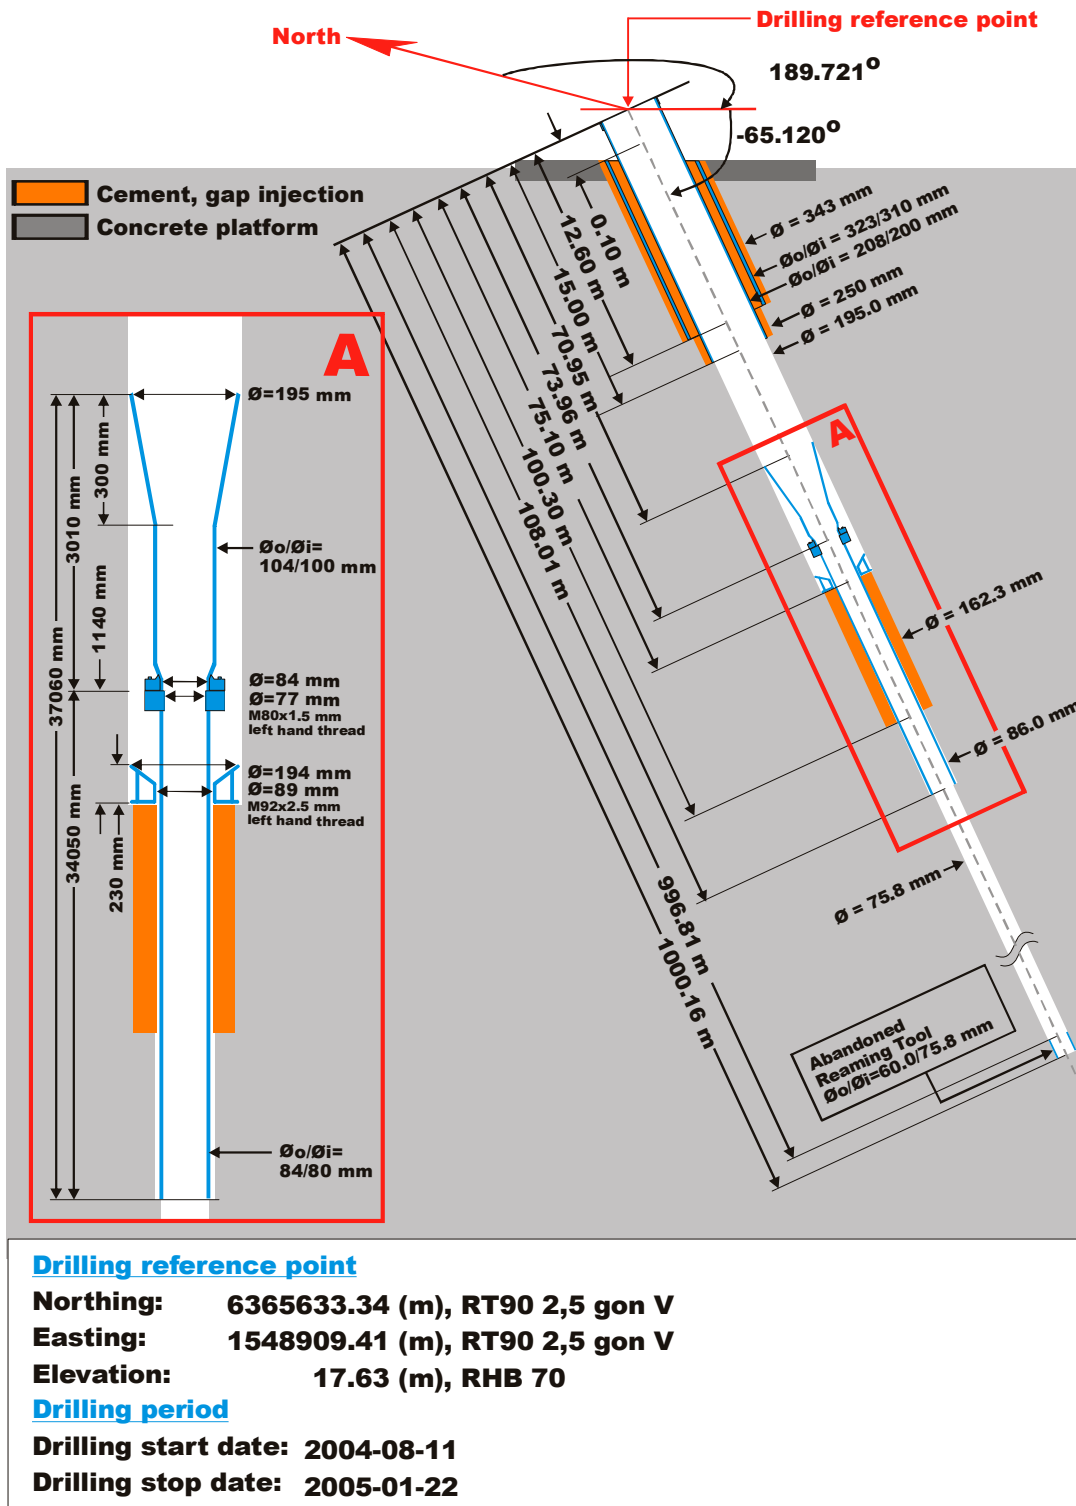 Drilling reference point
North
189.721°
-65.120°
Cement, gap injection
Concrete platform
Ø = 343 mm
Øo/Øi = 323/310 mm
Øo/Øi = 208/200 mm
Ø = 250 mm
Ø = 195.0 mm
0.10 m
12.60 m
15.00 m
70.95 m
73.96 m
75.10 m
100.30 m
108.01 m
996.81 m
1000.16 m
A
Ø = 162.3 mm
Ø = 86.0 mm
Ø = 75.8 mm
Abandoned
Reaming Tool
Øo/Øi=60.0/75.8 mm
A
Ø=195 mm
300 mm
3010 mm
37060 mm
1140 mm
34050 mm
230 mm
Øo/Øi=
104/100 mm
Ø=84 mm
Ø=77 mm
M80x1.5 mm
left hand thread
Ø=194 mm
Ø=89 mm
M92x2.5 mm
left hand thread
Øo/Øi=
84/80 mm
Drilling reference point
Northing: 6365633.34 (m), RT90 2,5 gon V
Easting: 1548909.41 (m), RT90 2,5 gon V
Elevation: 17.63 (m), RHB 70
Drilling period
Drilling start date: 2004-08-11
Drilling stop date: 2005-01-22